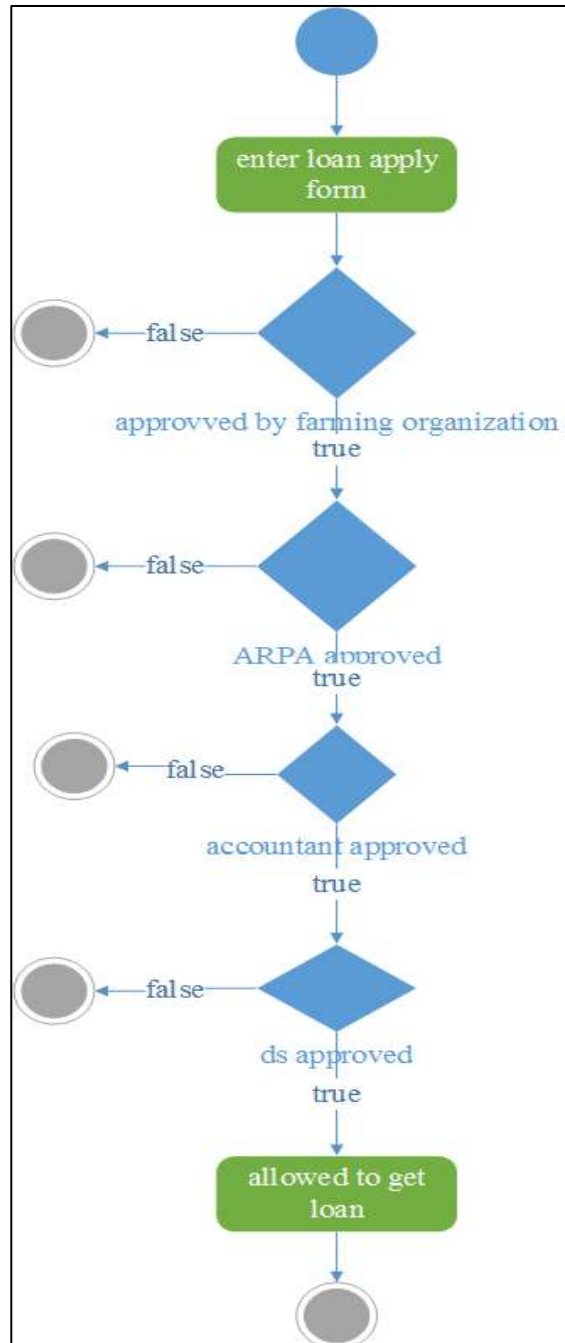 enter loan apply
form
false
approvved by farming organization
true
false
ARPA approved
true
false
accountant approved
true
false
ds approved
true
allowed to get
loan